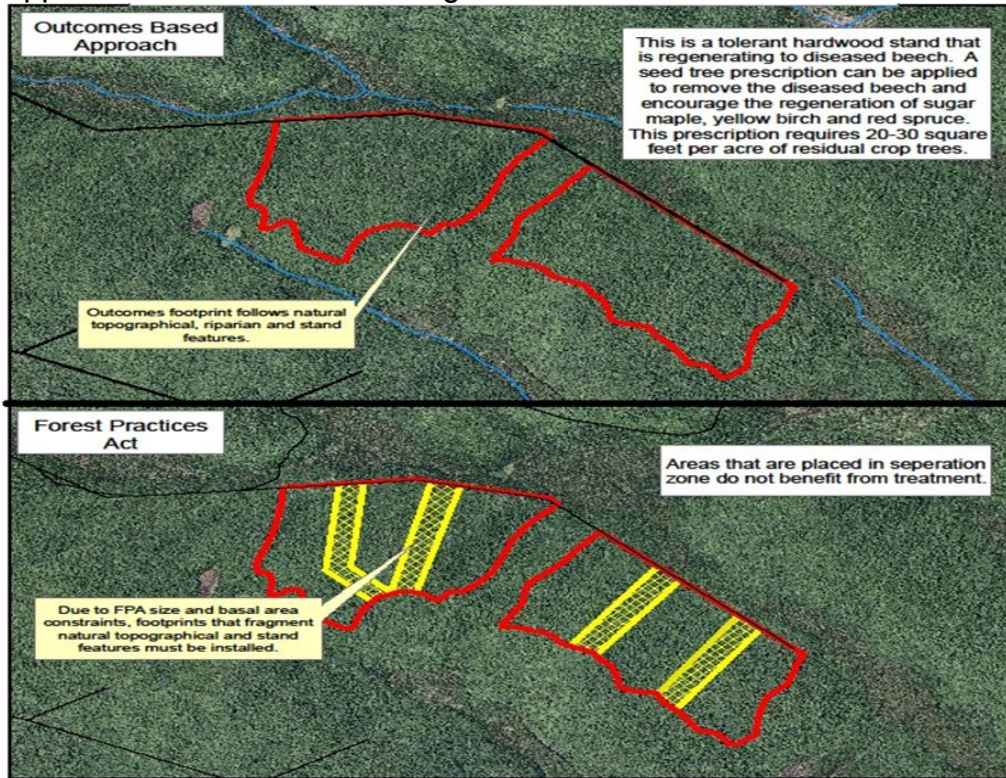 Outcomes Based
Approach
This is a tolerant hardwood stand that
is regenerating to diseased beech. A
seed tree prescription can be applied
to remove the diseased beech and
encourage the regeneration of sugar
maple, yellow birch and red spruce.
This prescription requires 20-30 square
feet per acre of residual crop trees.
Outcomes footprint follows natural
topographical, riparian and stand
features.
Forest Practices
Act
Areas that are placed in seperation
zone do not benefit from treatment.
Due to FPA size and basal area
constraints, footprints that fragment
natural topographical and stand
features must be installed.